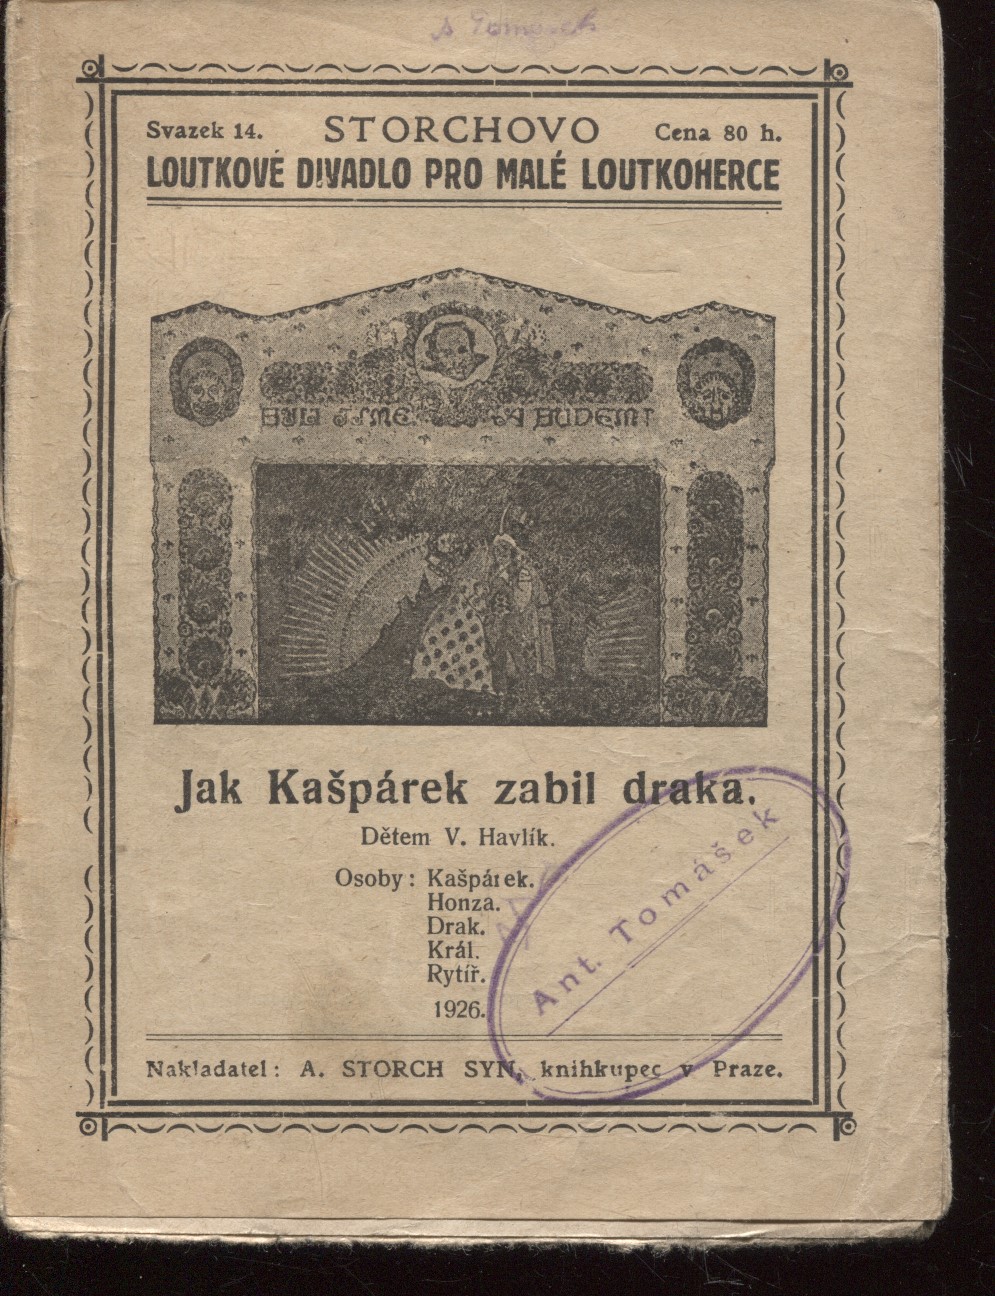 Svazek 14. STORCHOVO Cena 80 h.
LOUTKOVÉ DIVADLO PRO MALÉ LOUTKOHERCE
BYLI JSME A BUDEM!
Jak Kašpárek zabil draka.
Dětem V. Havlík.
Osoby: Kašpárek.
Honza.
Drak.
Král.
Rytíř.
1926.
Ant. Tomášek
Nakladatel: A. STORCH SYN, knihkupec v Praze.